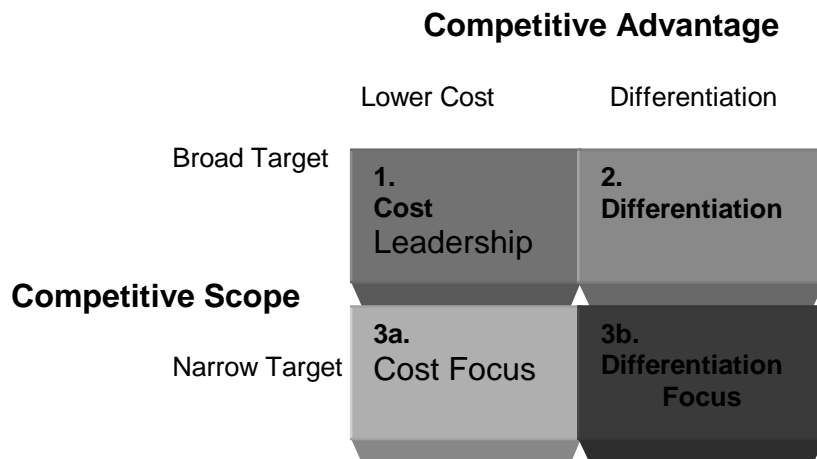 Competitive Advantage
Lower Cost Differentiation
Broad Target
1.
Cost
Leadership
2.
Differentiation
Competitive Scope
Narrow Target
3a.
Cost Focus
3b.
Differentiation
Focus